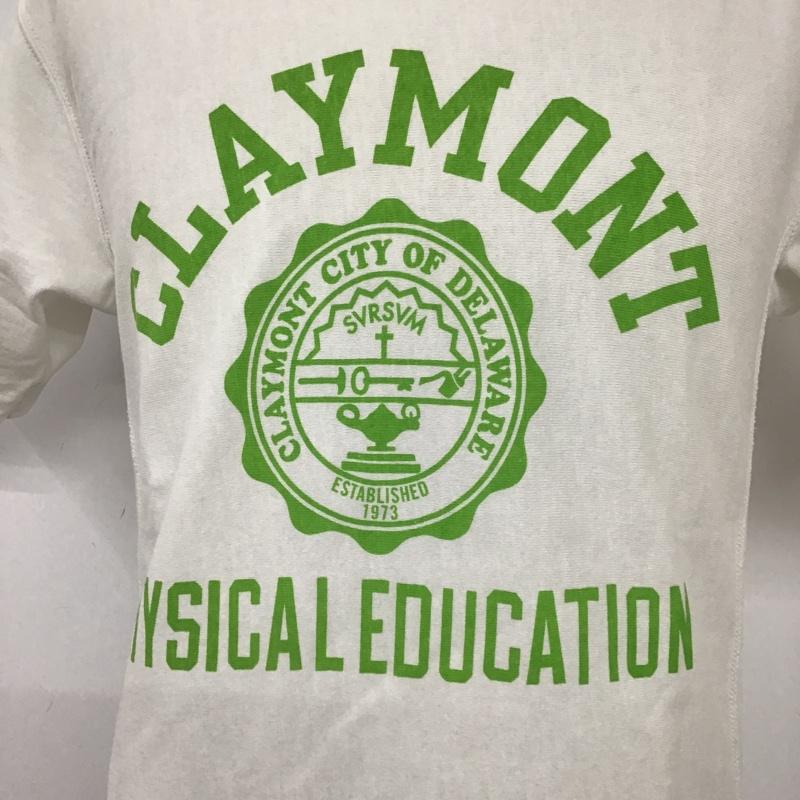 CLAYMONT
CLAYMONT CITY OF DELAWARE
SVRSVM
ESTABLISHED
1973
YSICAL EDUCATION